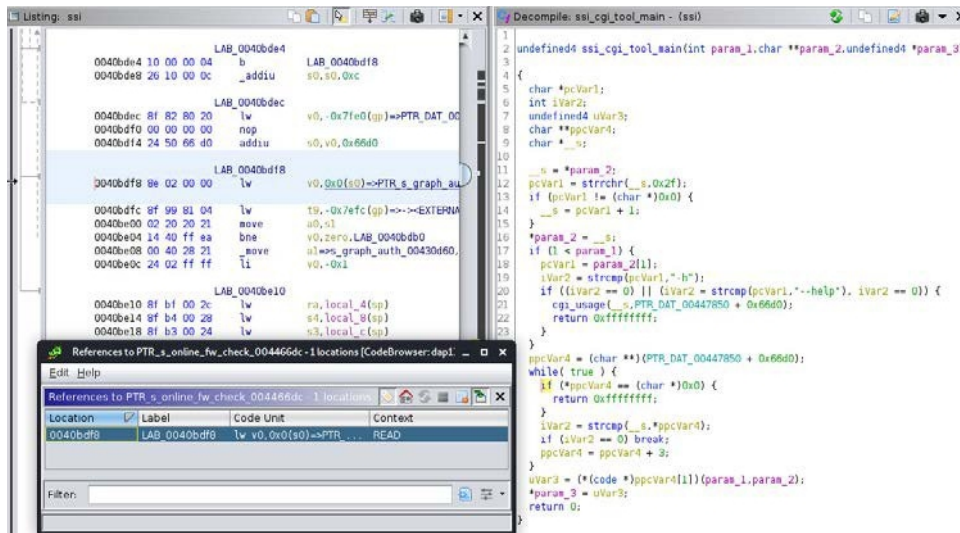 Listing: ssi
LAB_0040bde4
0040bde4 10 00 00 04 b LAB_0040bdf8
0040bde8 26 10 00 0c _addiu s0,s0,0xc
LAB_0040bdec
0040bdec 8f 82 80 20 lw v0,-0x7fe0(gp)=>PTR_DAT_00
0040bdf0 00 00 00 00 nop
0040bdf4 24 50 66 d0 addiu s0,v0,0x66d0
LAB_0040bdf8
0040bdf8 8e 02 00 00 lw v0,0x0(s0)=>PTR_s_graph_au
0040bdfc 8f 99 81 04 lw t9,-0x7efc(gp)=>-><EXTERNA
0040be00 02 20 20 21 move a0,s1
0040be04 14 40 ff ea bne v0,zero,LAB_0040bdb0
0040be08 00 40 28 21 _move a1=>s_graph_auth_00430d60,
0040be0c 24 02 ff ff li v0,-0x1
LAB_0040be10
0040be10 8f bf 00 2c lw ra,local_4(sp)
0040be14 8f b4 00 28 lw s4,local_8(sp)
0040be18 8f b3 00 24 lw s3,local_c(sp)
References to PTR_s_online_fw_check_004466dc - 1 locations [CodeBrowser: dap1
Edit Help
References to PTR_s_online_fw_check_004466dc - 1 locations
Location Label Code Unit Context
0040bdf8 LAB_0040bdf8 lw v0,0x0(s0)=>PTR_... READ
Filter:
Decompile: ssi_cgi_tool_main - (ssi)
1
2 undefined4 ssi_cgi_tool_main(int param_1,char **param_2,undefined4 *param_3
3
4 {
5 char *pcVar1;
6 int iVar2;
7 undefined4 uVar3;
8 char **ppcVar4;
9 char *__s;
10
11 __s = *param_2;
12 pcVar1 = strrchr(__s,0x2f);
13 if (pcVar1 != (char *)0x0) {
14 __s = pcVar1 + 1;
15 }
16 *param_2 = __s;
17 if (1 < param_1) {
18 pcVar1 = param_2[1];
19 iVar2 = strcmp(pcVar1,"-h");
20 if ((iVar2 == 0) || (iVar2 = strcmp(pcVar1,"--help"), iVar2 == 0)) {
21 cgi_usage(__s,PTR_DAT_00447850 + 0x66d0);
22 return 0xffffffff;
23 }
}
ppcVar4 = (char **)(PTR_DAT_00447850 + 0x66d0);
while( true ) {
if (*ppcVar4 == (char *)0x0) {
return 0xffffffff;
}
iVar2 = strcmp(__s,*ppcVar4);
if (iVar2 == 0) break;
ppcVar4 = ppcVar4 + 3;
}
uVar3 = (*(code *)ppcVar4[1])(param_1,param_2);
*param_3 = uVar3;
return 0;
}